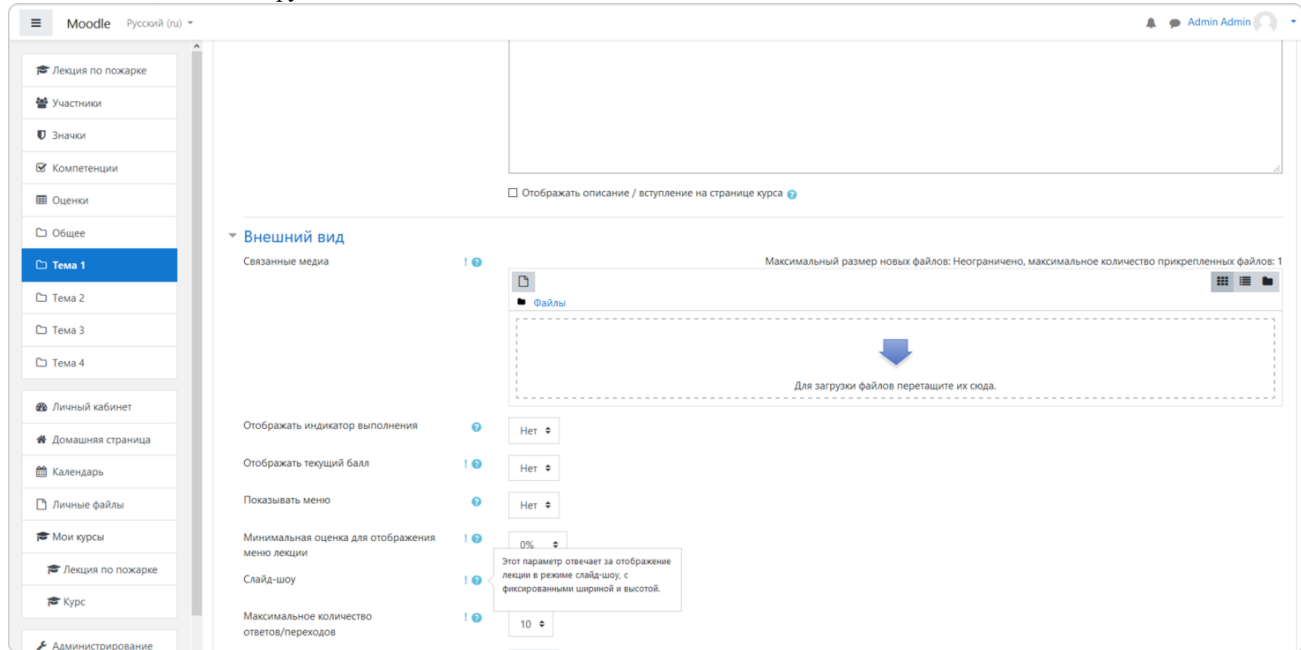 Moodle Русский (ru)
Admin Admin
Лекция по пожарке
Участники
Значки
Компетенции
Оценки
Общее
Тема 1
Тема 2
Тема 3
Тема 4
Личный кабинет
Домашняя страница
Календарь
Личные файлы
Мои курсы
Лекция по пожарке
Курс
Администрирование
Отображать описание / вступление на странице курса
Внешний вид
Связанные медиа
Максимальный размер новых файлов: Неограничено, максимальное количество прикрепленных файлов: 1
Файлы
Для загрузки файлов перетащите их сюда.
Отображать индикатор выполнения
Нет
Отображать текущий балл
Нет
Показывать меню
Нет
Минимальная оценка для отображения
меню лекции
0%
Слайд-шоу
Этот параметр отвечает за отображение
лекции в режиме слайд-шоу, с
фиксированными шириной и высотой.
Максимальное количество
ответов/переходов
10